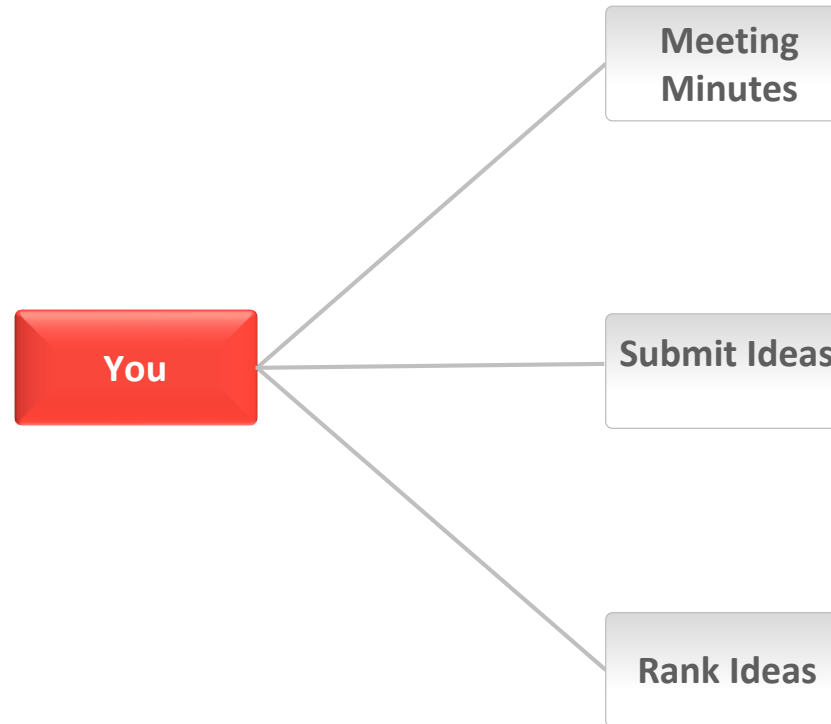 Meeting
Minutes
You
Submit Ideas
Rank Ideas